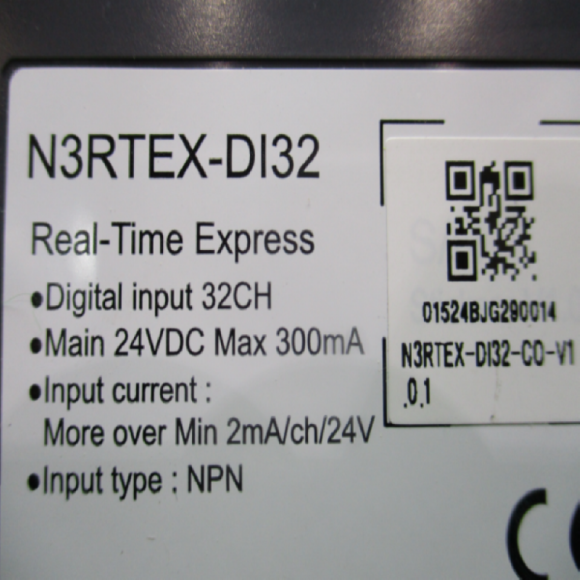 N3RTEX-DI32
Real-Time Express
•Digital input 32CH
•Main 24VDC Max 300mA
•Input current :
More over Min 2mA/ch/24V
•Input type : NPN
01524BJG290014
N3RTEX-DI32-CO-V1
.0.1
CE